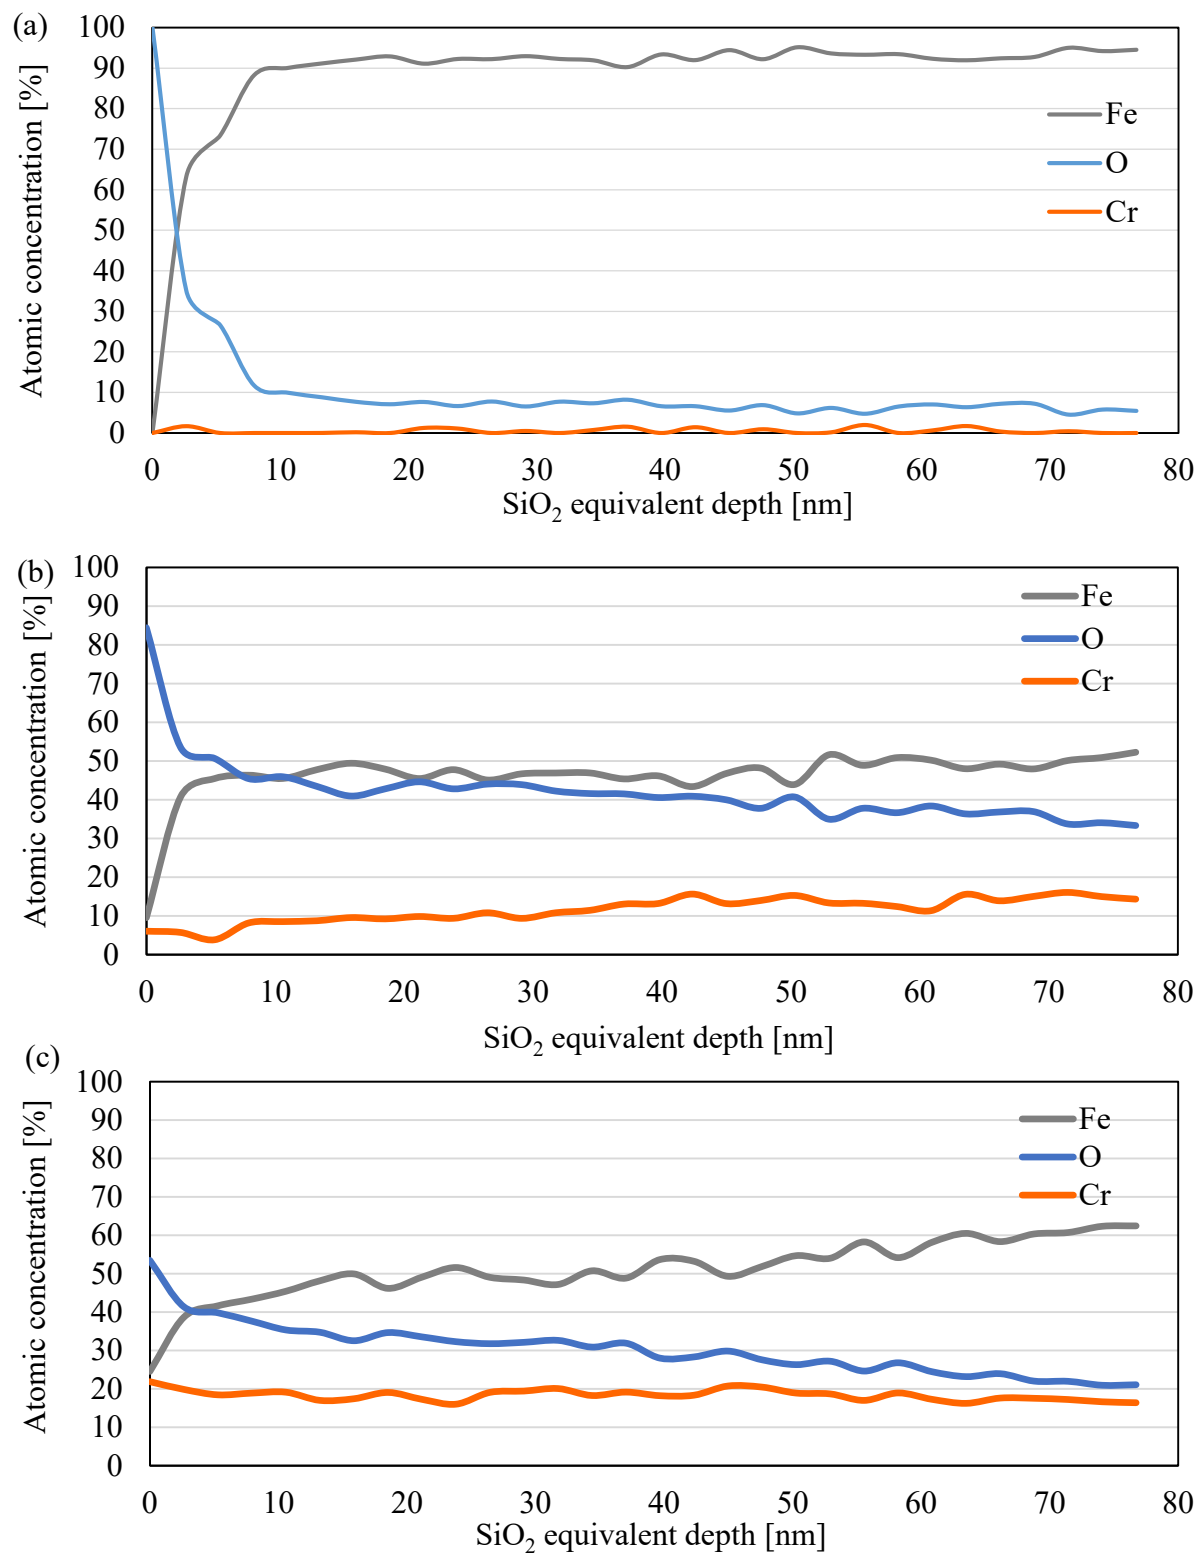 (a)
Atomic concentration [%]
100
90
80
70
60
50
40
30
20
10
0
Fe
O
Cr
0 10 20 30 40 50 60 70 80
SiO₂ equivalent depth [nm]
(b)
Atomic concentration [%]
100
90
80
70
60
50
40
30
20
10
0
Fe
O
Cr
0 10 20 30 40 50 60 70 80
SiO₂ equivalent depth [nm]
(c)
Atomic concentration [%]
100
90
80
70
60
50
40
30
20
10
0
Fe
O
Cr
0 10 20 30 40 50 60 70 80
SiO₂ equivalent depth [nm]